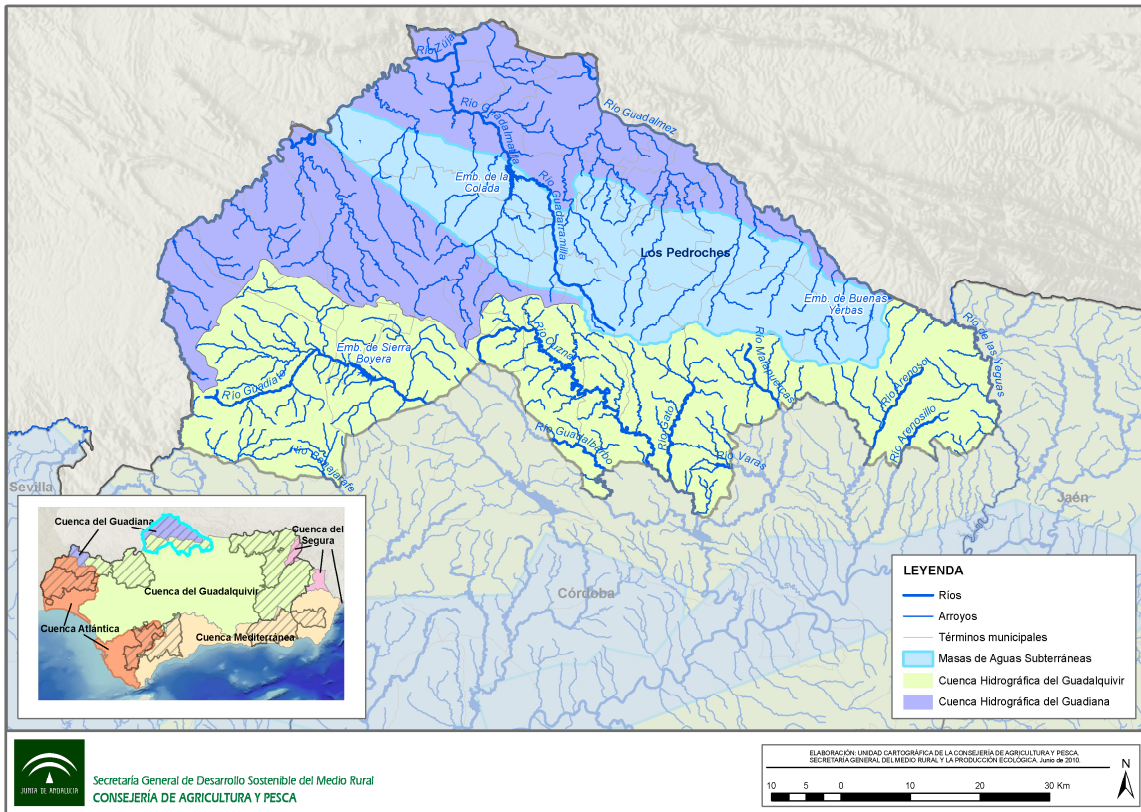 Río Zújar
Río Guadalmatilla
Río Guadalmez
Emb. de la
Colada
Río Guadarramilla
Los Pedroches
Emb. de Buenas
Yerbas
Río de las Yeguas
Emb. de Sierra
Boyera
Río Guadiato
Río Cuzna
Río Malapuercas
Río Arenoso
Río Gato
Río Guadalbarbo
Río Arenosillo
Río Benajarafe
Río Varas
Sevilla
Jaén
Córdoba
Cuenca del Guadiana
Cuenca del
Segura
Cuenca del Guadalquivir
Cuenca Atlántica
Cuenca Mediterránea
LEYENDA
Ríos
Arroyos
Términos municipales
Masas de Aguas Subterráneas
Cuenca Hidrográfica del Guadalquivir
Cuenca Hidrográfica del Guadiana
JUNTA DE ANDALUCIA
Secretaría General de Desarrollo Sostenible del Medio Rural
CONSEJERÍA DE AGRICULTURA Y PESCA
ELABORACIÓN: UNIDAD CARTOGRÁFICA DE LA CONSEJERÍA DE AGRICULTURA Y PESCA.
SECRETARÍA GENERAL DEL MEDIO RURAL Y LA PRODUCCIÓN ECOLÓGICA. Junio de 2010.
10 5 0 10 20 30 Km
N